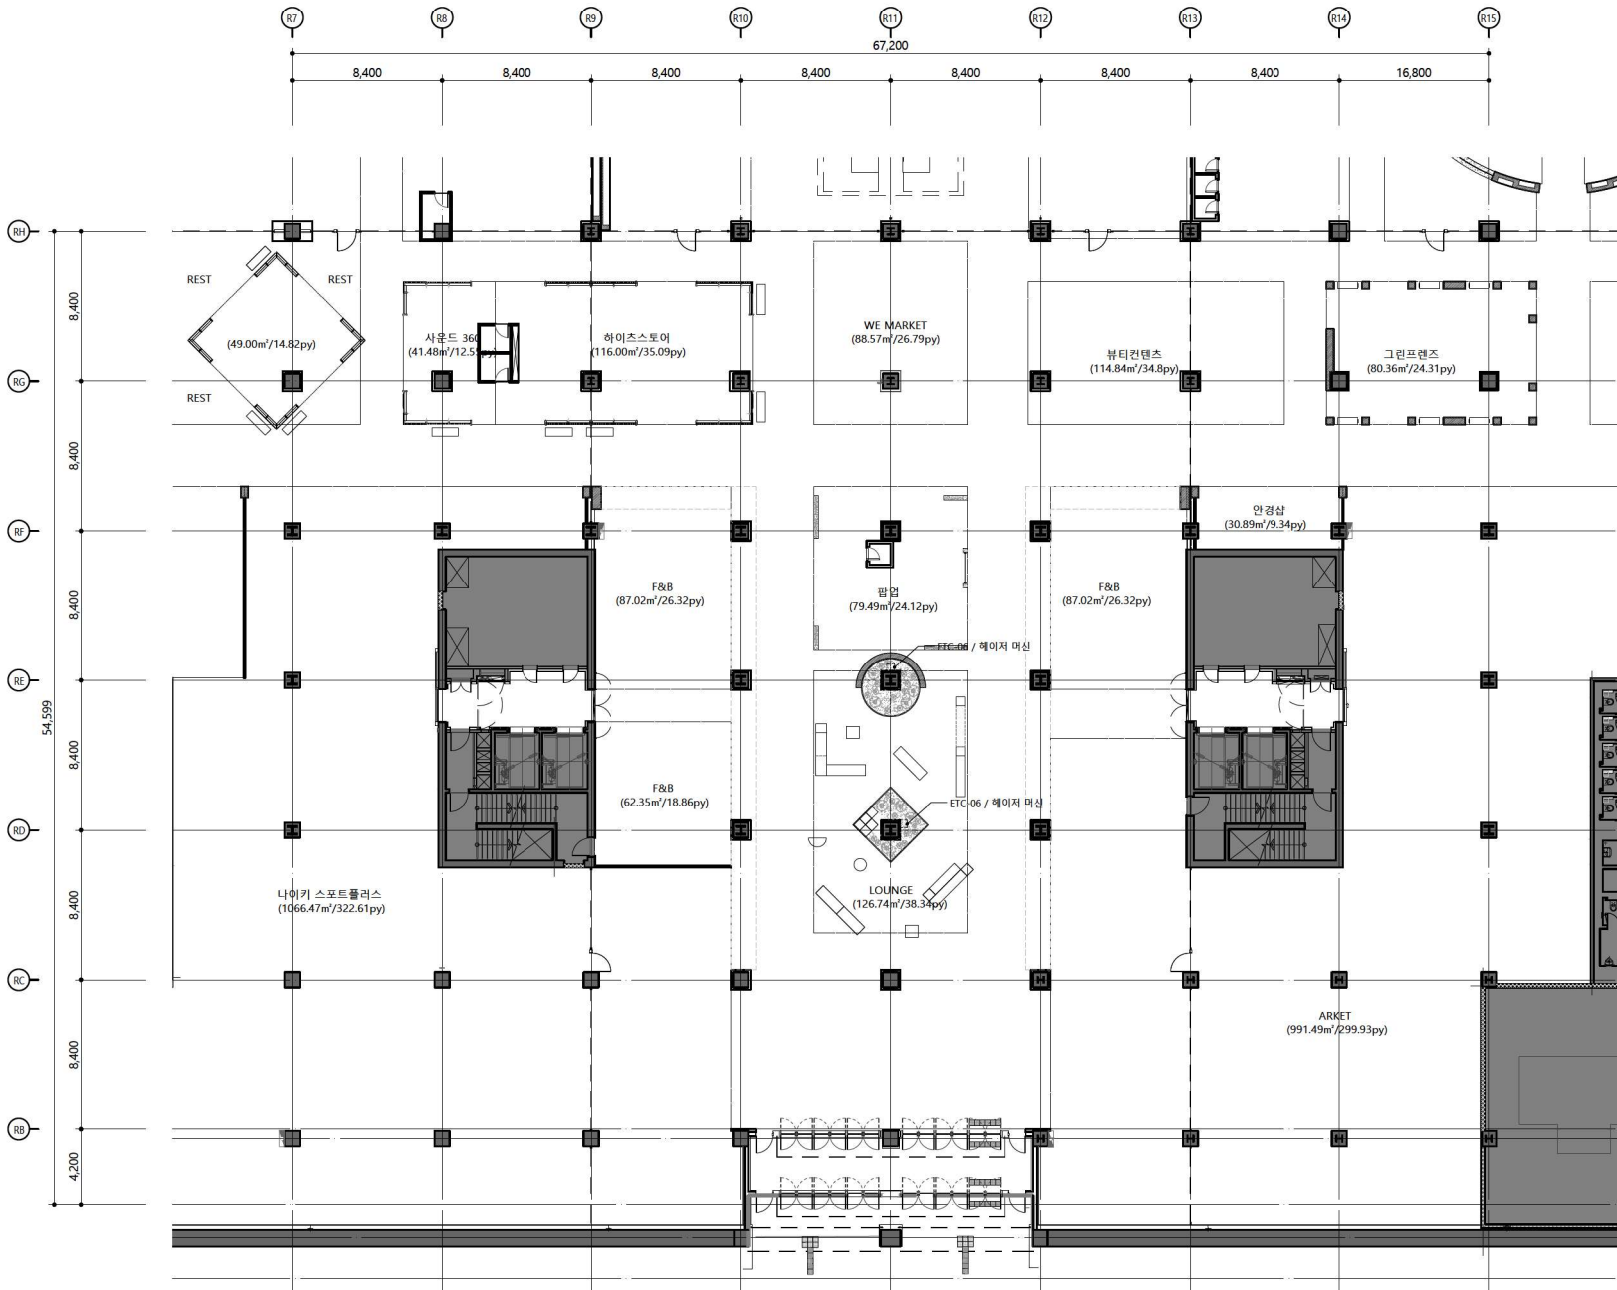 R7 R8 R9 R10 R11 R12 R13 R14 R15
67,200
8,400 8,400 8,400 8,400 8,400 8,400 8,400 16,800
RH
REST REST
8,400
(49.00m²/14.82py)
사운드 360
(41.48m²/12.55py)
하이츠스토어
(116.00m²/35.09py)
WE MARKET
(88.57m²/26.79py)
뷰티컨텐츠
(114.84m²/34.8py)
그린프렌즈
(80.36m²/24.31py)
RG
REST
8,400
안경샵
(30.89m²/9.34py)
RF
8,400
F&B
(87.02m²/26.32py)
팝업
(79.49m²/24.12py)
F&B
(87.02m²/26.32py)
ETC-06 / 헤이저 머신
RE
54,599
8,400
F&B
(62.35m²/18.86py)
ETC-06 / 헤이저 머신
RD
8,400
나이키 스포트플러스
(1066.47m²/322.61py)
LOUNGE
(126.74m²/38.34py)
RC
ARKET
(991.49m²/299.93py)
8,400
RB
4,200